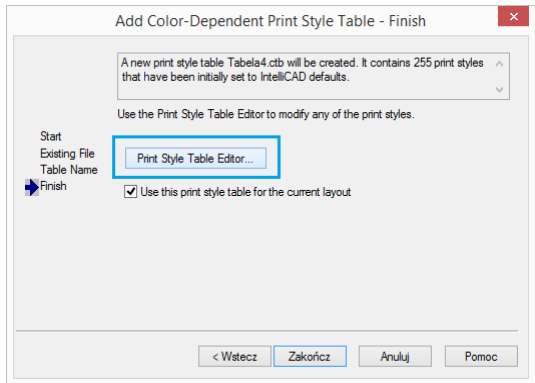 Add Color-Dependent Print Style Table - Finish
A new print style table Tabela4.ctb will be created. It contains 255 print styles
that have been initially set to IntelliCAD defaults.
Use the Print Style Table Editor to modify any of the print styles.
Start
Existing File
Table Name
Finish
Print Style Table Editor...
Use this print style table for the current layout
< Wstecz
Zakończ
Anuluj
Pomoc